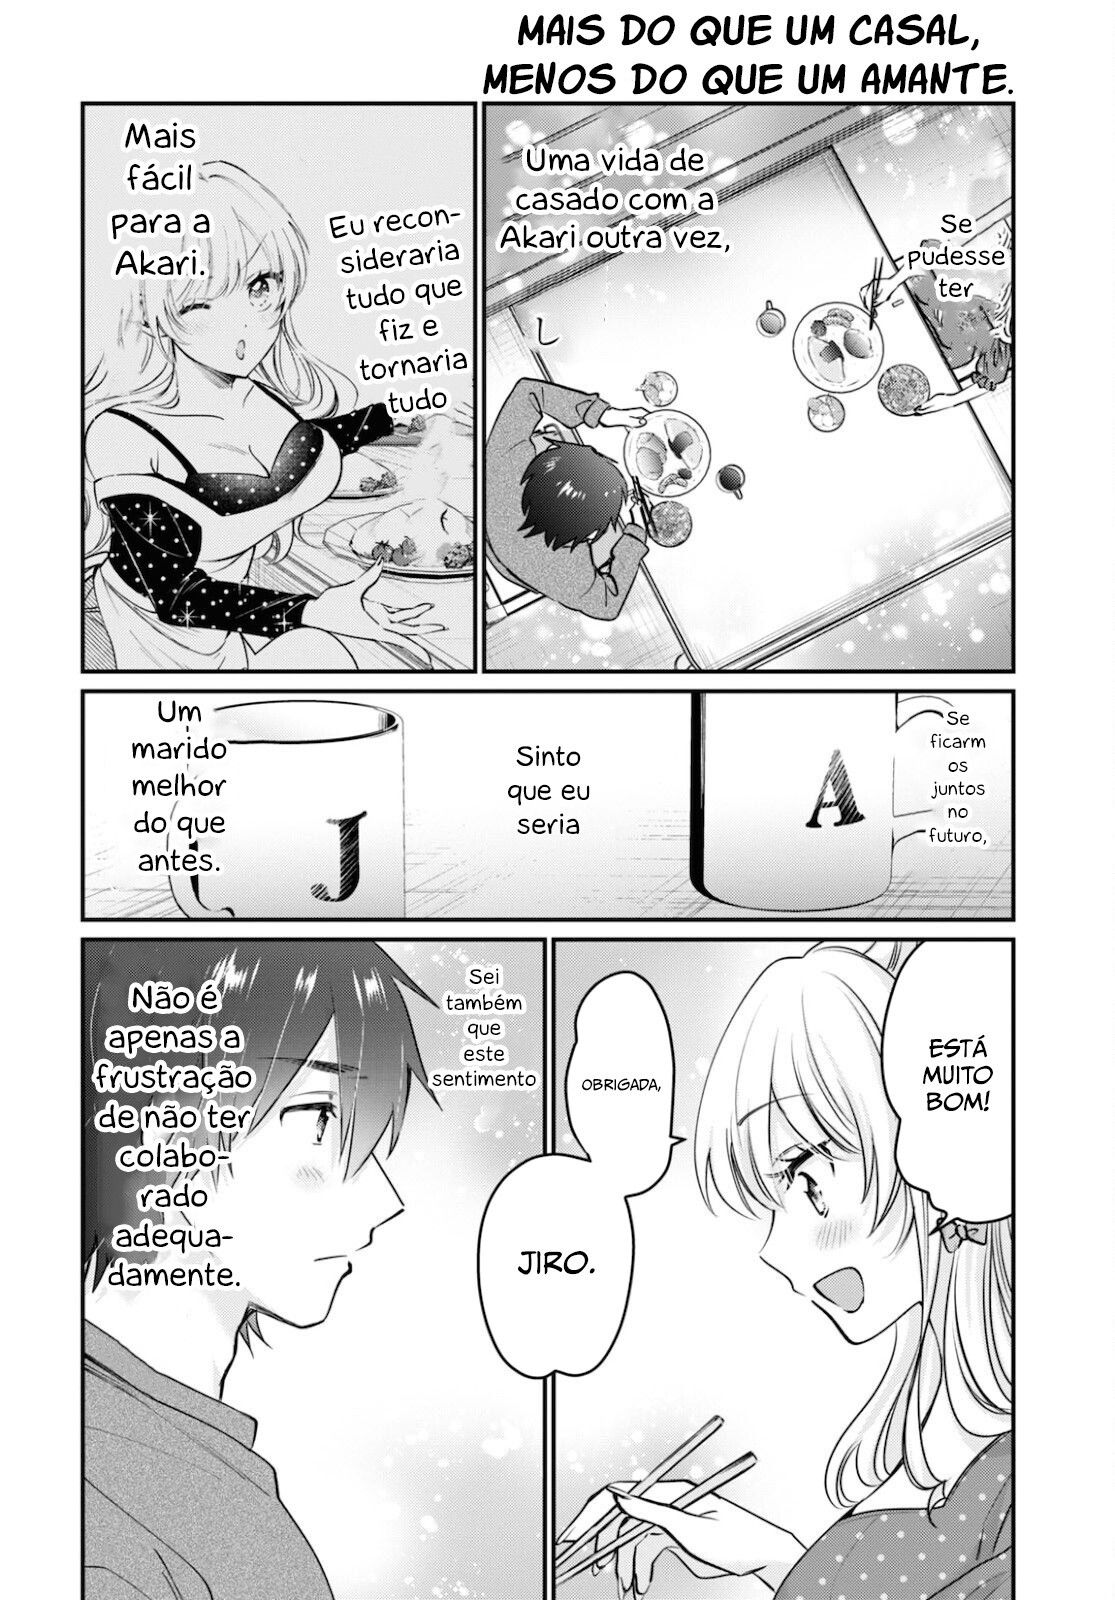 MAIS DO QUE UM CASAL,
MENOS DO QUE UM AMANTE.
Se
pudesse
ter
Uma vida de
casado com a
Akari outra vez,
Eu recon-
sideraria
tudo que
fiz e
tornaria
tudo
Mais
fácil
para a
Akari.
Se
ficarm
os
juntos
no
futuro,
A
Sinto
que eu
seria
J
Um
marido
melhor
do que
antes.
ESTÁ
MUITO
BOM!
OBRIGADA,
JIRO.
Sei
também
que
este
sentimento
Não é
apenas a
frustração
de não ter
colabo-
rado
adequa-
damente.